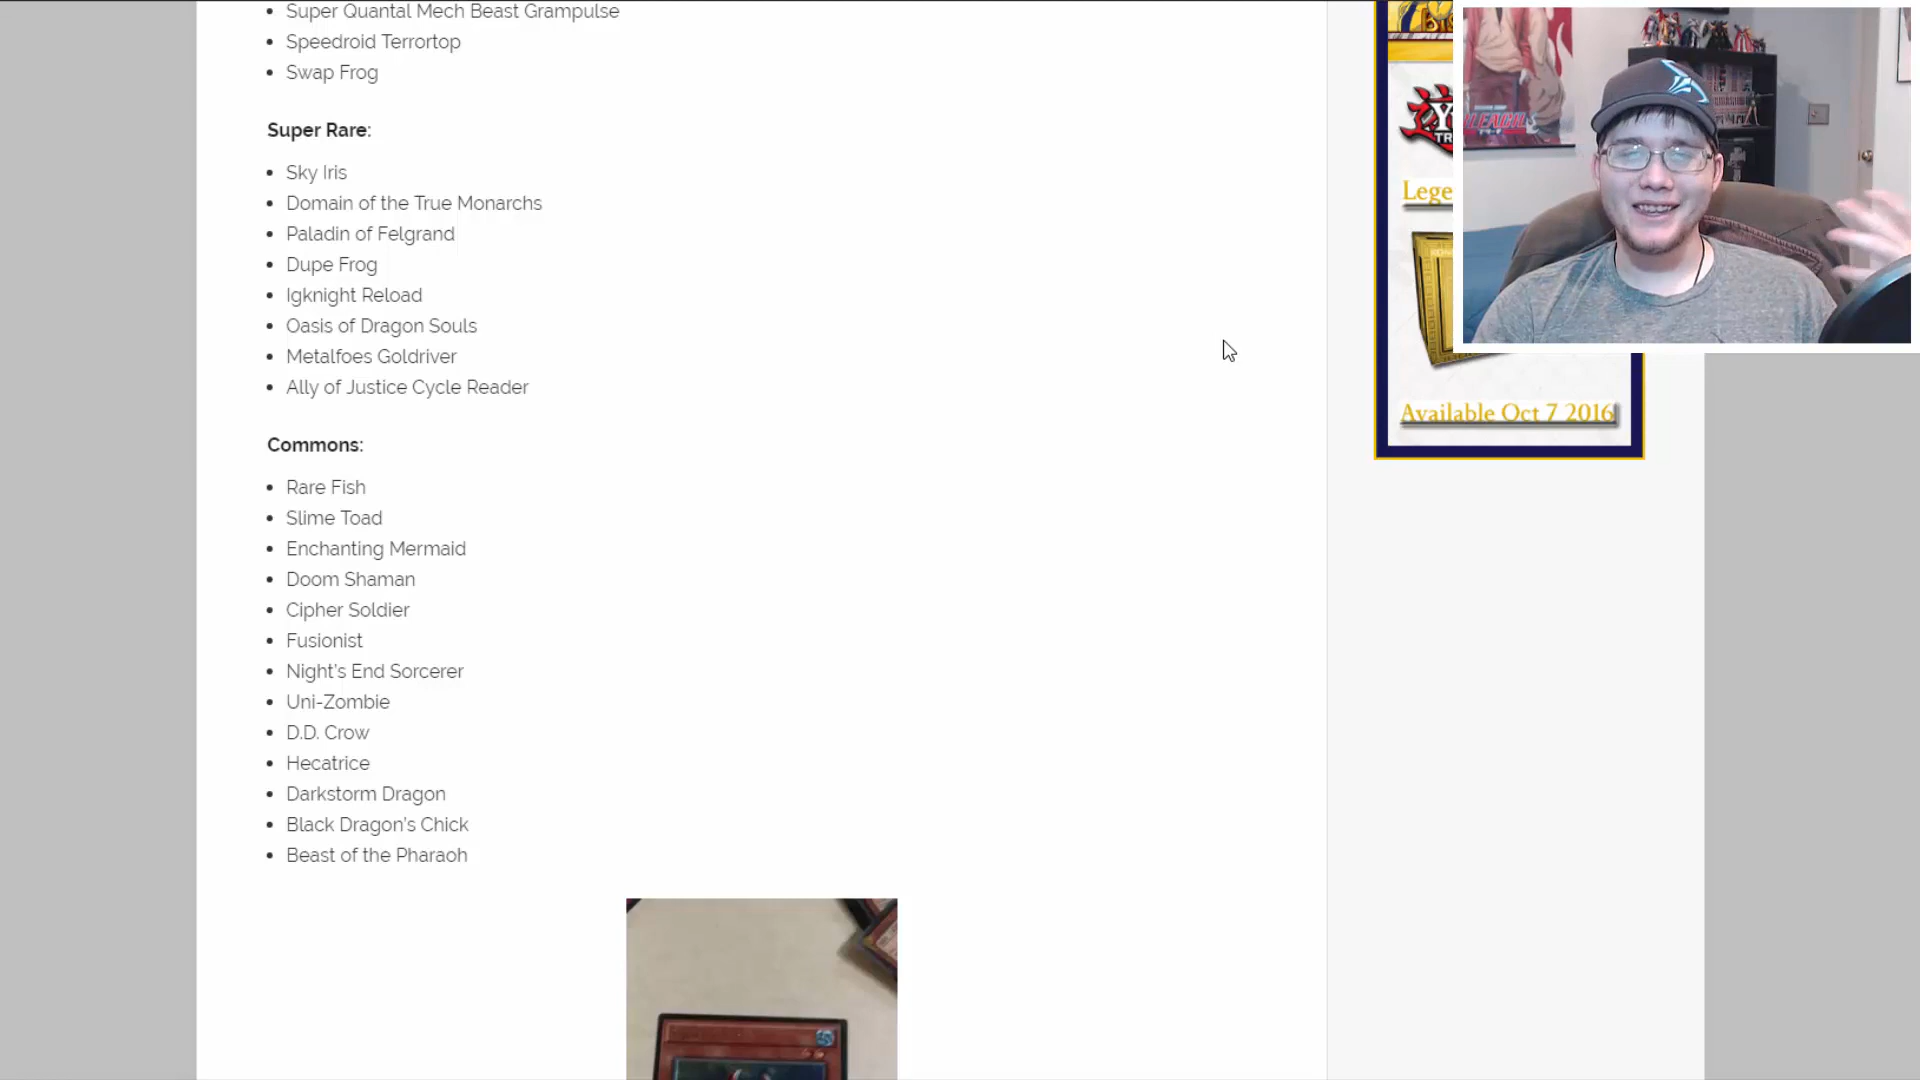 Super Quantal Mech Beast Grampulse
Speedroid Terrortop
Swap Frog
Super Rare:
Sky Iris
Domain of the True Monarchs
Paladin of Felgrand
Dupe Frog
Igknight Reload
Oasis of Dragon Souls
Metalfoes Goldriver
Ally of Justice Cycle Reader
Commons:
Rare Fish
Slime Toad
Enchanting Mermaid
Doom Shaman
Cipher Soldier
Fusionist
Night's End Sorcerer
Uni-Zombie
D.D. Crow
Hecatrice
Darkstorm Dragon
Black Dragon's Chick
Beast of the Pharaoh
Lege
Available Oct 7 2016
BLEACH